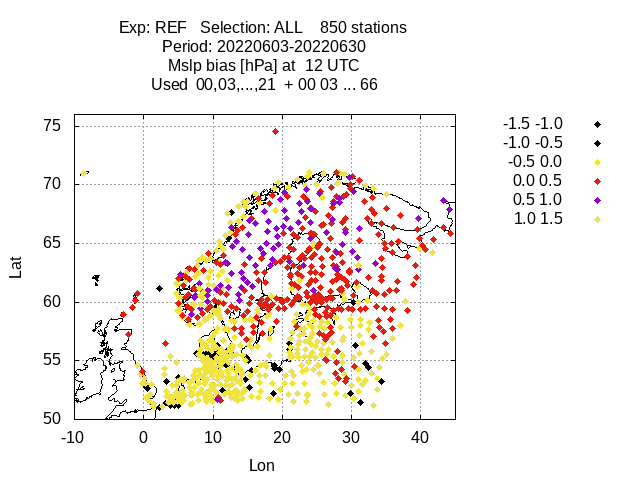 Exp: REF Selection: ALL 850 stations
Period: 20220603-20220630
Mslp bias [hPa] at 12 UTC
Used 00,03,...,21 + 00 03 ... 66
-1.5 -1.0
-1.0 -0.5
-0.5 0.0
0.0 0.5
0.5 1.0
1.0 1.5
75
70
65
60
55
50
Lat
-10 0 10 20 30 40
Lon